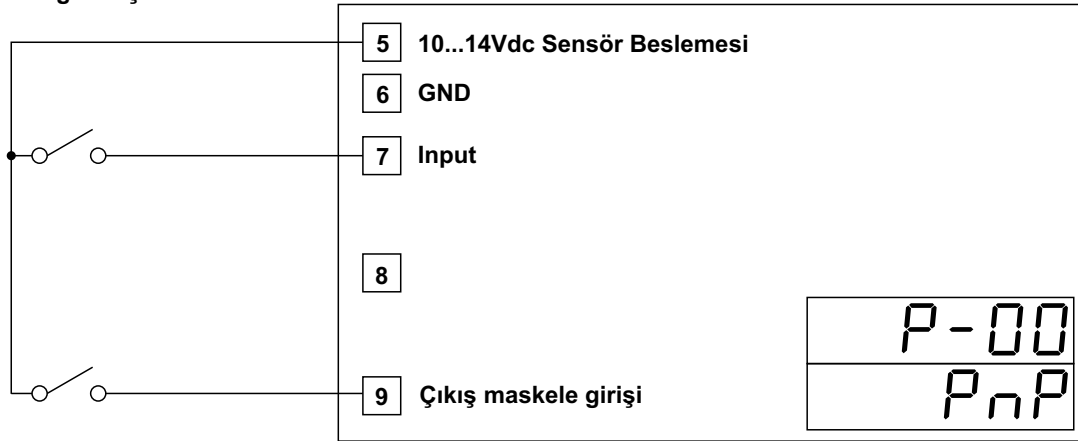 5 10...14Vdc Sensör Beslemesi
6 GND
7 Input
8
P-00
PnP
9 Çıkış maskele girişi